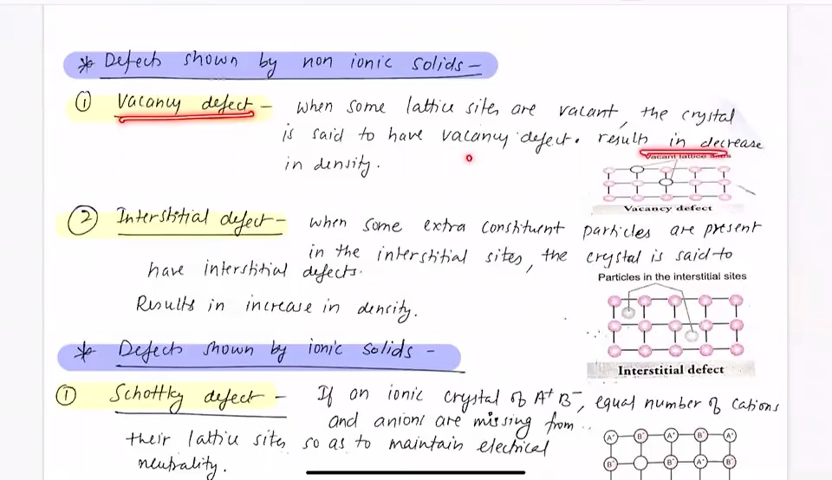 * Defects shown by non ionic solids -
① Vacancy defect - when some lattice sites are vacant, the crystal
is said to have vacancy defect. results in decrease
in density.
Vacant lattice sites
Vacancy defect
② Interstitial defect - when some extra constituent particles are present
in the interstitial sites, the crystal is said to
have interstitial defects.
Particles in the interstitial sites
Results in increase in density.
Interstitial defect
* Defects shown by ionic solids -
① Schottky defect - If an ionic crystal of A+ B-, equal number of cations
and anions are missing from
their lattice sites so as to maintain electrical
neutrality.
A+ B- A+ B- A+
B- B- A+ B-